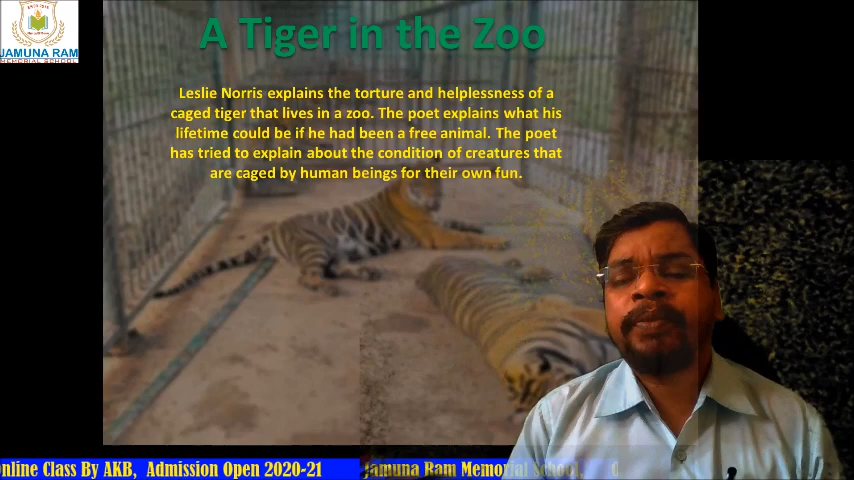 A Tiger in the Zoo
JAMUNA RAM
MEMORIAL SCHOOL
Leslie Norris explains the torture and helplessness of a
caged tiger that lives in a zoo. The poet explains what his
lifetime could be if he had been a free animal. The poet
has tried to explain about the condition of creatures that
are caged by human beings for their own fun.
nline Class By AKB, Admission Open 2020-21 Jamuna Ram Memorial School,